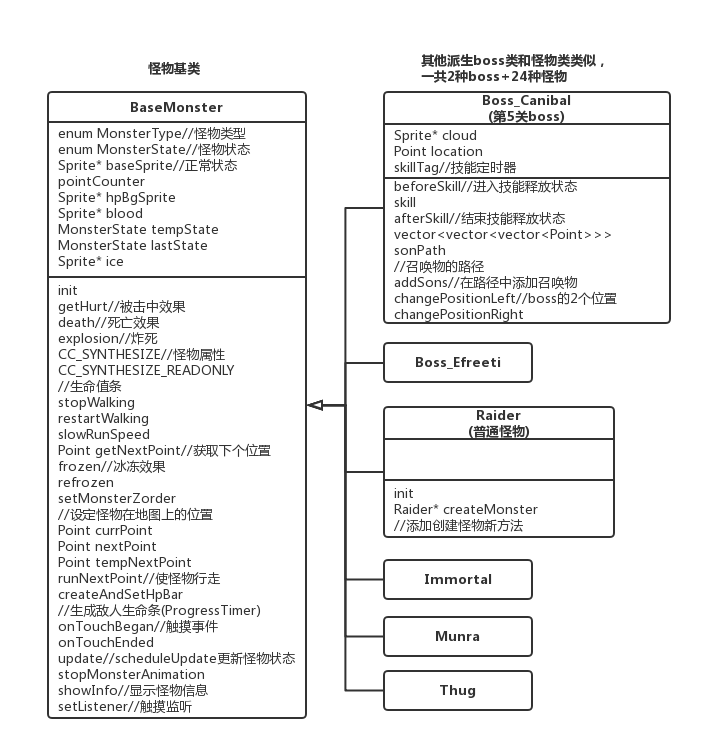 怪物基类
BaseMonster
enum MonsterType//怪物类型
enum MonsterState//怪物状态
Sprite* baseSprite//正常状态
pointCounter
Sprite* hpBgSprite
Sprite* blood
MonsterState tempState
MonsterState lastState
Sprite* ice
init
getHurt//被击中效果
death//死亡效果
explosion//炸死
CC_SYNTHESIZE//怪物属性
CC_SYNTHESIZE_READONLY
//生命值条
stopWalking
restartWalking
slowRunSpeed
Point getNextPoint//获取下个位置
frozen//冰冻效果
refrozen
setMonsterZorder
//设定怪物在地图上的位置
Point currPoint
Point nextPoint
Point tempNextPoint
runNextPoint//使怪物行走
createAndSetHpBar
//生成敌人生命条(ProgressTimer)
onTouchBegan//触摸事件
onTouchEnded
update//scheduleUpdate更新怪物状态
stopMonsterAnimation
showInfo//显示怪物信息
setListener//触摸监听
其他派生boss类和怪物类类似，
一共2种boss+24种怪物
Boss_Canibal
(第5关boss)
Sprite* cloud
Point location
skillTag//技能定时器
beforeSkill//进入技能释放状态
skill
afterSkill//结束技能释放状态
vector<vector<vector<Point>>>
sonPath
//召唤物的路径
addSons//在路径中添加召唤物
changePositionLeft//boss的2个位置
changePositionRight
Boss_Efreeti
Raider
(普通怪物)
init
Raider* createMonster
//添加创建怪物新方法
Immortal
Munra
Thug